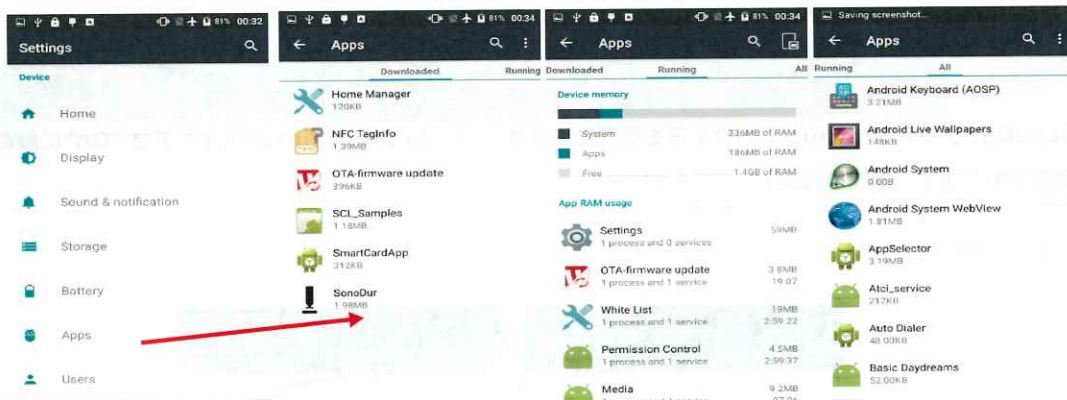 81% 00:32
Settings
Device
Home
Display
Sound & notification
Storage
Battery
Apps
Users
81% 00:34
Apps
Downloaded Running
Home Manager
120KB
NFC TagInfo
1.39MB
OTA-firmware update
396KB
SCL_Samples
1.18MB
SmartCardApp
312KB
SonoDur
1.98MB
81% 00:34
Apps
Downloaded Running All
Device memory
System 336MB of RAM
Apps 186MB of RAM
Free 1.4GB of RAM
App RAM usage
Settings 59MB
1 process and 0 services
OTA-firmware update 3.8MB
1 process and 1 service 19:07
White List 19MB
1 process and 1 service 2:59:22
Permission Control 4.5MB
1 process and 1 service 2:59:37
Media 9.2MB
Saving screenshot...
Apps
Running All
Android Keyboard (AOSP)
3.21MB
Android Live Wallpapers
148KB
Android System
0.00B
Android System WebView
1.81MB
AppSelector
3.19MB
Atci_service
212KB
Auto Dialer
48.00KB
Basic Daydreams
52.00KB